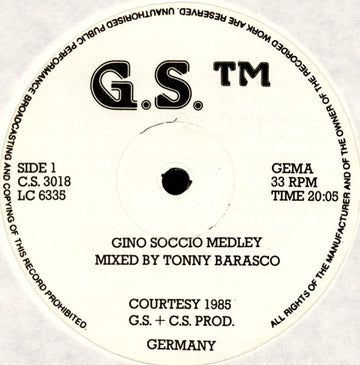 G.S.™
SIDE 1
C.S. 3018
LC 6335
GEMA
33 RPM
TIME 20:05
GINO SOCCIO MEDLEY
MIXED BY TONNY BARASCO
COURTESY 1985
G.S. + C.S. PROD.
GERMANY
ALL RIGHTS OF THE MANUFACTURER AND OF THE OWNER OF THE RECORDED WORK ARE RESERVED. UNAUTHORISED PUBLIC PERFORMANCE BROADCASTING AND COPYING OF THIS RECORD PROHIBITED.